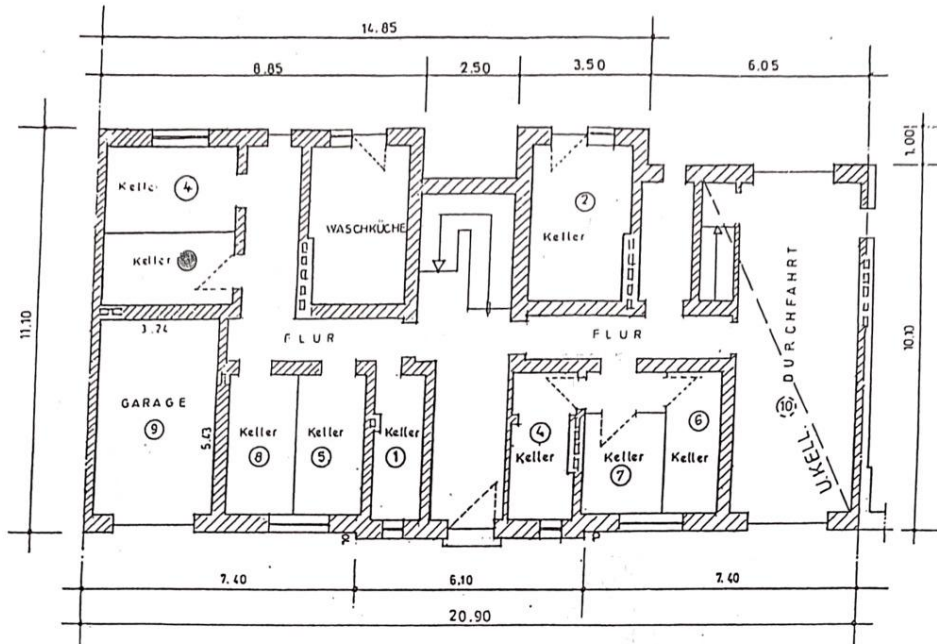 14.85
8.85 2.50 3.50 6.05
1.00
Keller 4
WASCHKÜCHE
2
Keller
Keller
11.10
3.24
FLUR
FLUR
DURCHFAHRT
10.10
GARAGE
9
5.43
Keller
8
Keller
5
Keller
1
4
Keller
Keller
7
6
Keller
10
U.KELL.
7.40 6.10 7.40
20.90